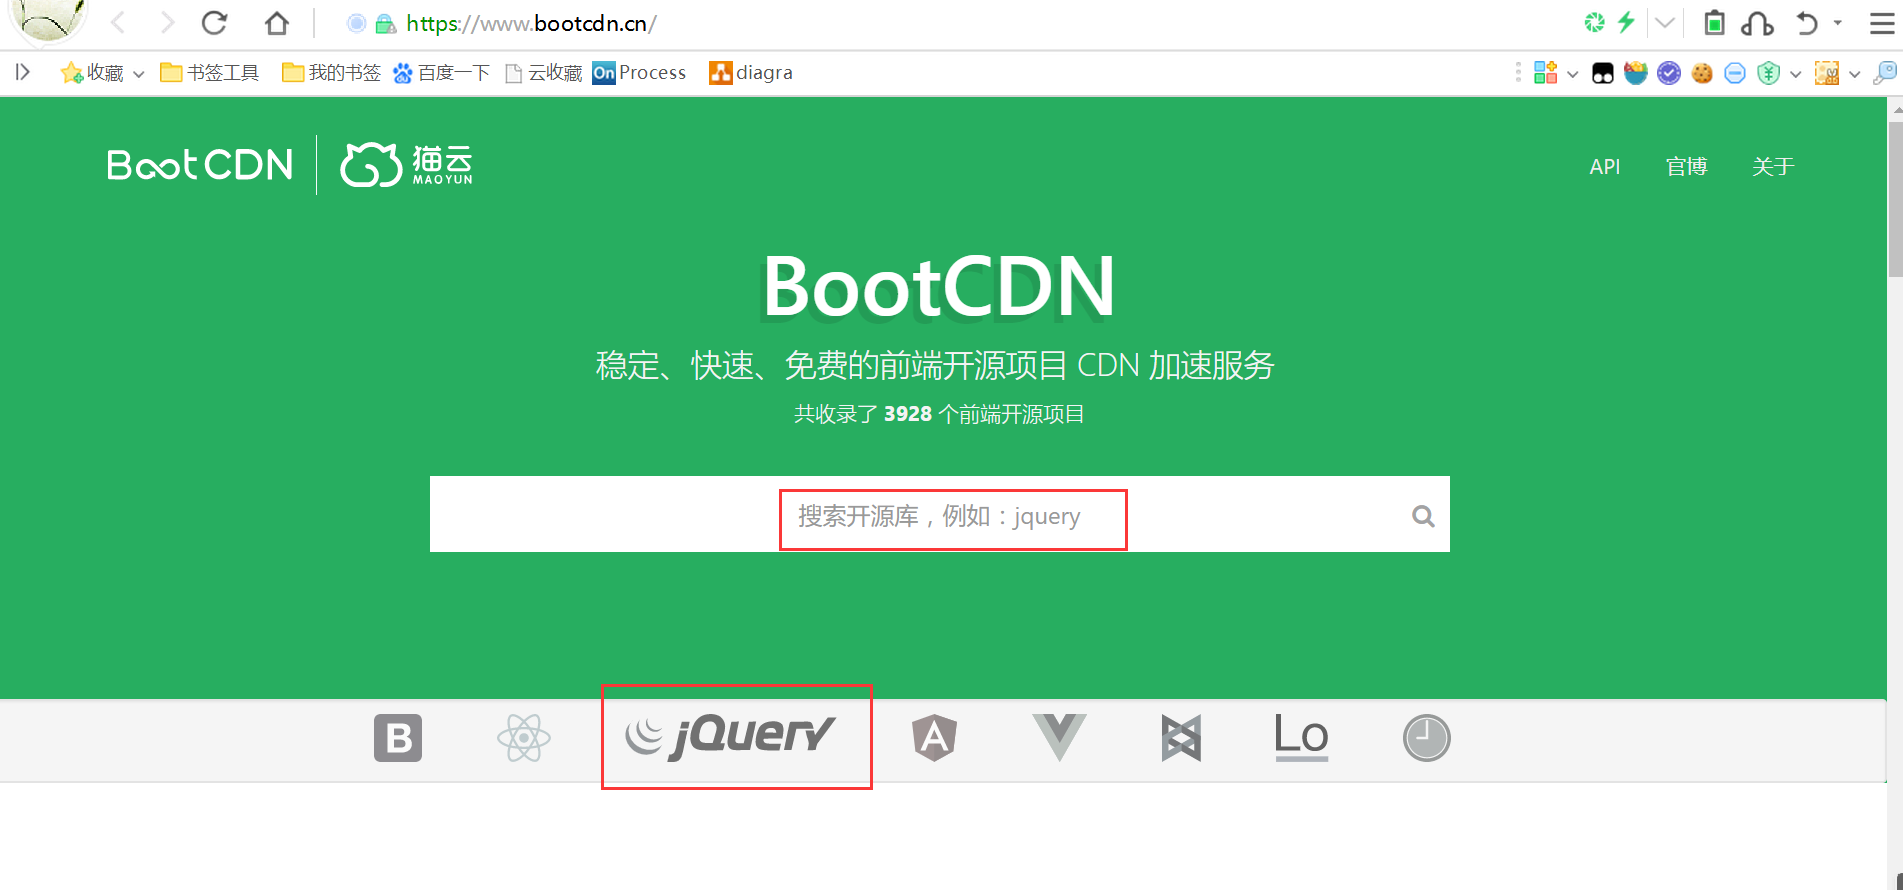 https://www.bootcdn.cn/
收藏 书签工具 我的书签 百度一下 云收藏 On Process diagra
BootCDN 猫云 MAOYUN API 官博 关于
BootCDN
稳定、快速、免费的前端开源项目 CDN 加速服务
共收录了 3928 个前端开源项目
搜索开源库，例如：jquery
B jQuery A Lo